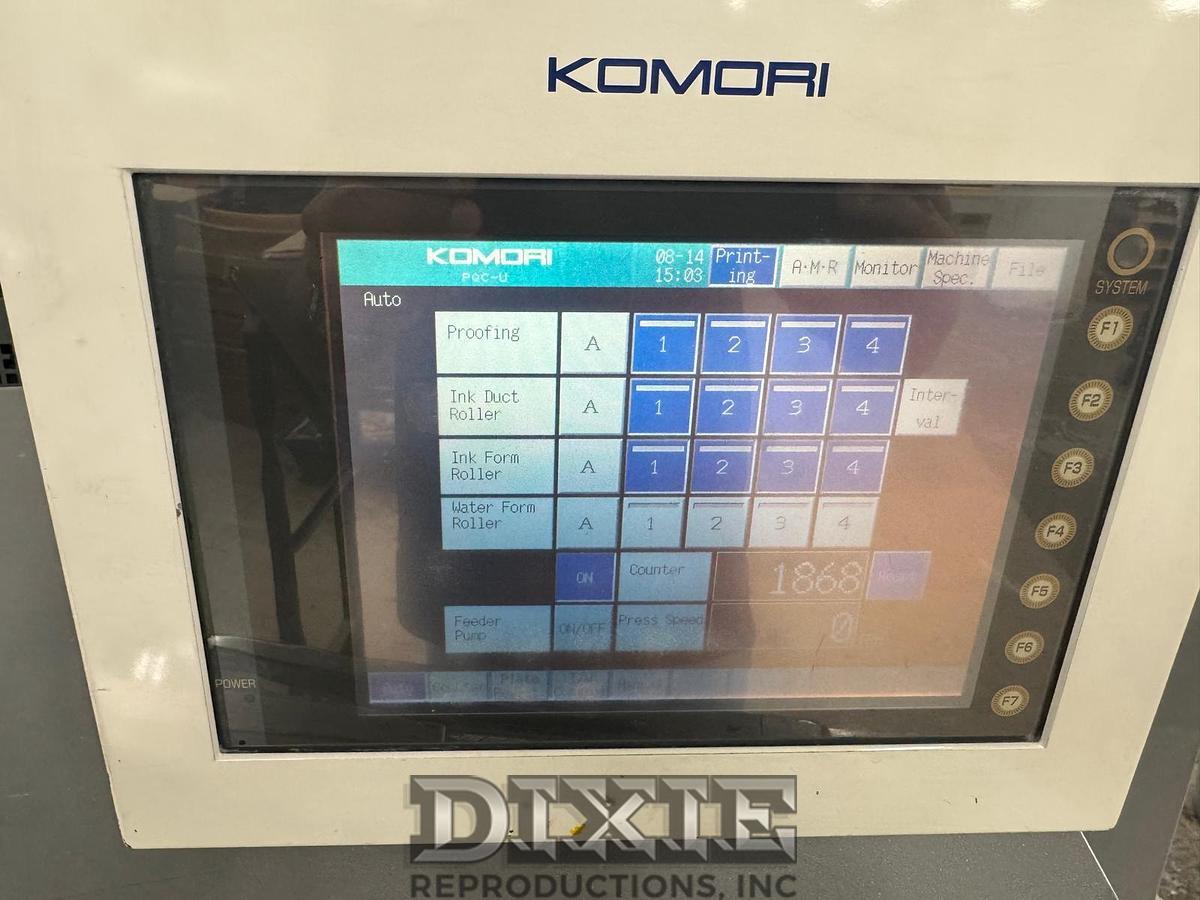 KOMORI
KOMORI
PQC-U
08-14
15:03
Print-
ing
A·M·R
Monitor
Machine
Spec.
File
SYSTEM
Auto
Proofing A 1 2 3 4
F1
Ink Duct
Roller
A 1 2 3 4
Inter-
val
F2
Ink Form
Roller
A 1 2 3 4
F3
Water Form
Roller
A 1 2 3 4
F4
ON
Counter
1868
F5
Feeder
Pump
ON/OFF
Press Speed
0
F6
POWER
Plate
F7
DIXIE
REPRODUCTIONS, INC